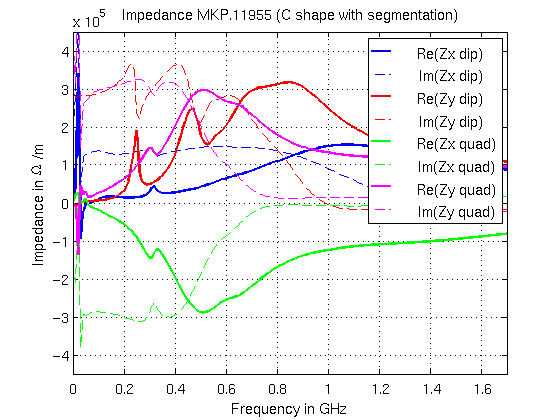 Impedance MKP.11955 (C shape with segmentation)
x 10^5
4
3
2
1
0
-1
-2
-3
-4
Impedance in Ω /m
Re(Zx dip)
Im(Zx dip)
Re(Zy dip)
Im(Zy dip)
Re(Zx quad)
Im(Zx quad)
Re(Zy quad)
Im(Zy quad)
0 0.2 0.4 0.6 0.8 1 1.2 1.4 1.6
Frequency in GHz